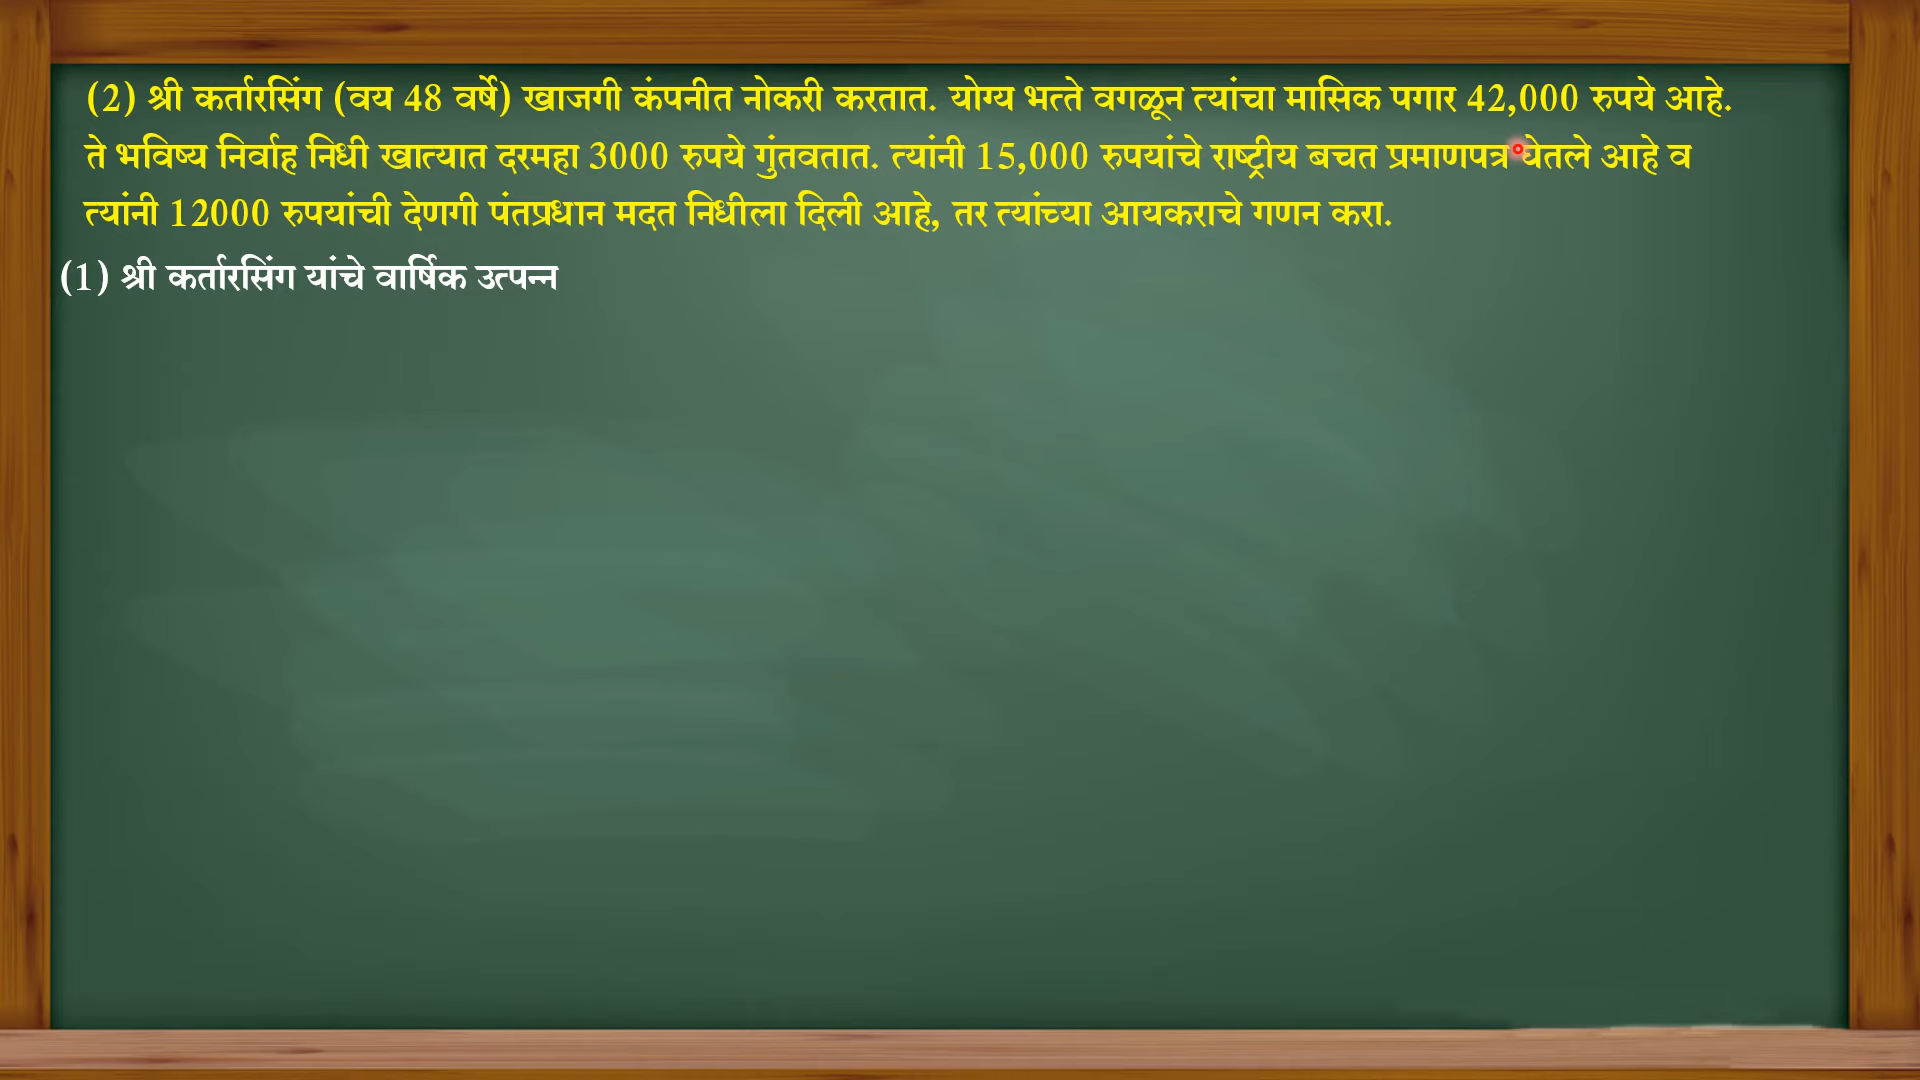 (2) श्री कर्तारसिंग (वय 48 वर्षे) खाजगी कंपनीत नोकरी करतात. योग्य भत्ते वगळून त्यांचा मासिक पगार 42,000 रुपये आहे.
ते भविष्य निर्वाह निधी खात्यात दरमहा 3000 रुपये गुंतवतात. त्यांनी 15,000 रुपयांचे राष्ट्रीय बचत प्रमाणपत्र घेतले आहे व
त्यांनी 12000 रुपयांची देणगी पंतप्रधान मदत निधीला दिली आहे, तर त्यांच्या आयकराचे गणन करा.
(1) श्री कर्तारसिंग यांचे वार्षिक उत्पन्न